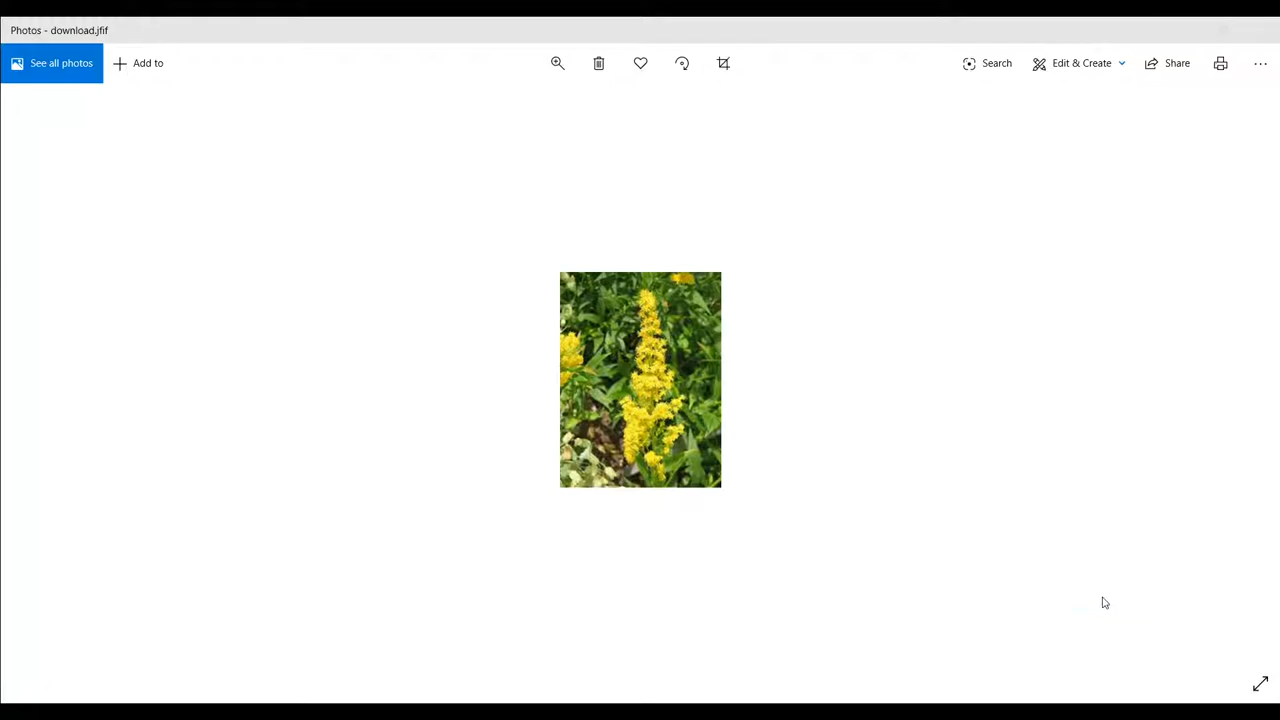 Photos - download.jfif
See all photos
Add to
Search
Edit & Create
Share